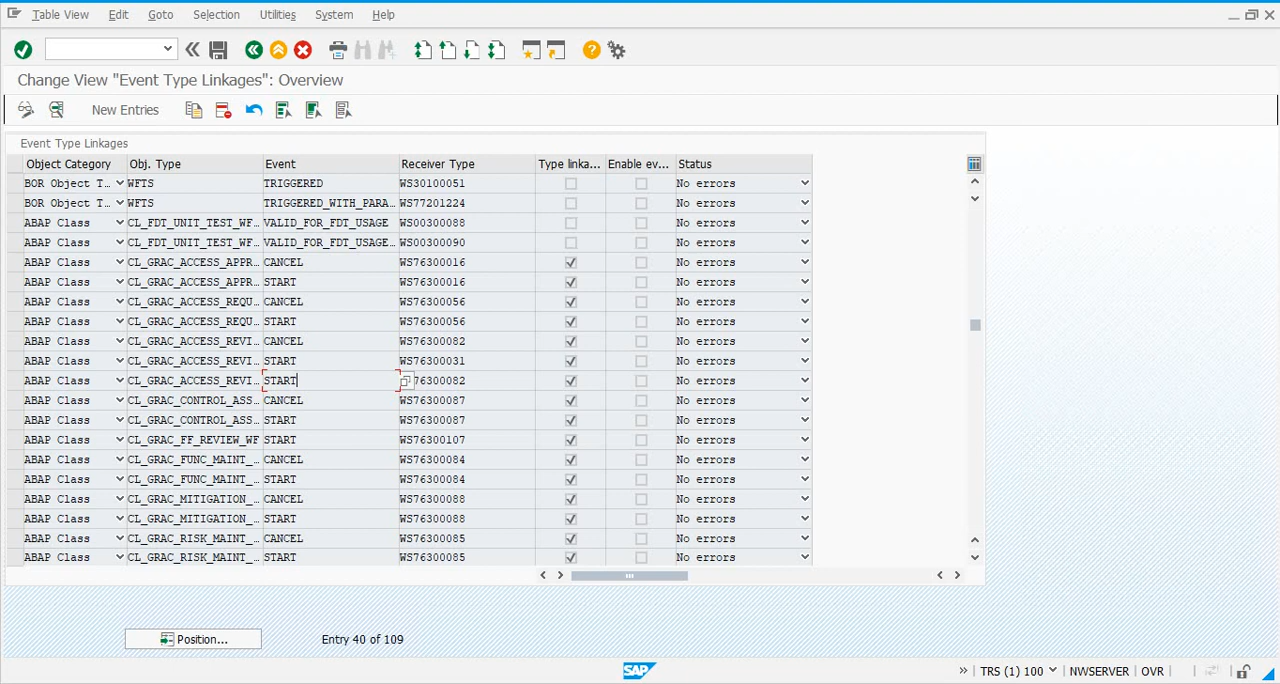 Table View Edit Goto Selection Utilities System Help
Change View "Event Type Linkages": Overview
New Entries
Event Type Linkages
Object Category Obj. Type Event Receiver Type Type linka... Enable ev... Status
BOR Object T... WFTS TRIGGERED WS30100051 No errors
BOR Object T... WFTS TRIGGERED_WITH_PARA... WS77201224 No errors
ABAP Class CL_FDT_UNIT_TEST_WF... VALID_FOR_FDT_USAGE WS00300088 No errors
ABAP Class CL_FDT_UNIT_TEST_WF... VALID_FOR_FDT_USAGE... WS00300090 No errors
ABAP Class CL_GRAC_ACCESS_APPR... CANCEL WS76300016 No errors
ABAP Class CL_GRAC_ACCESS_APPR... START WS76300016 No errors
ABAP Class CL_GRAC_ACCESS_REQU... CANCEL WS76300056 No errors
ABAP Class CL_GRAC_ACCESS_REQU... START WS76300056 No errors
ABAP Class CL_GRAC_ACCESS_REVI... CANCEL WS76300082 No errors
ABAP Class CL_GRAC_ACCESS_REVI... START WS76300031 No errors
ABAP Class CL_GRAC_ACCESS_REVI... START 76300082 No errors
ABAP Class CL_GRAC_CONTROL_ASS... CANCEL WS76300087 No errors
ABAP Class CL_GRAC_CONTROL_ASS... START WS76300087 No errors
ABAP Class CL_GRAC_FF_REVIEW_WF START WS76300107 No errors
ABAP Class CL_GRAC_FUNC_MAINT_... CANCEL WS76300084 No errors
ABAP Class CL_GRAC_FUNC_MAINT_... START WS76300084 No errors
ABAP Class CL_GRAC_MITIGATION_... CANCEL WS76300088 No errors
ABAP Class CL_GRAC_MITIGATION_... START WS76300088 No errors
ABAP Class CL_GRAC_RISK_MAINT_... CANCEL WS76300085 No errors
ABAP Class CL_GRAC_RISK_MAINT_... START WS76300085 No errors
Position... Entry 40 of 109
SAP TRS (1) 100 NWSERVER OVR